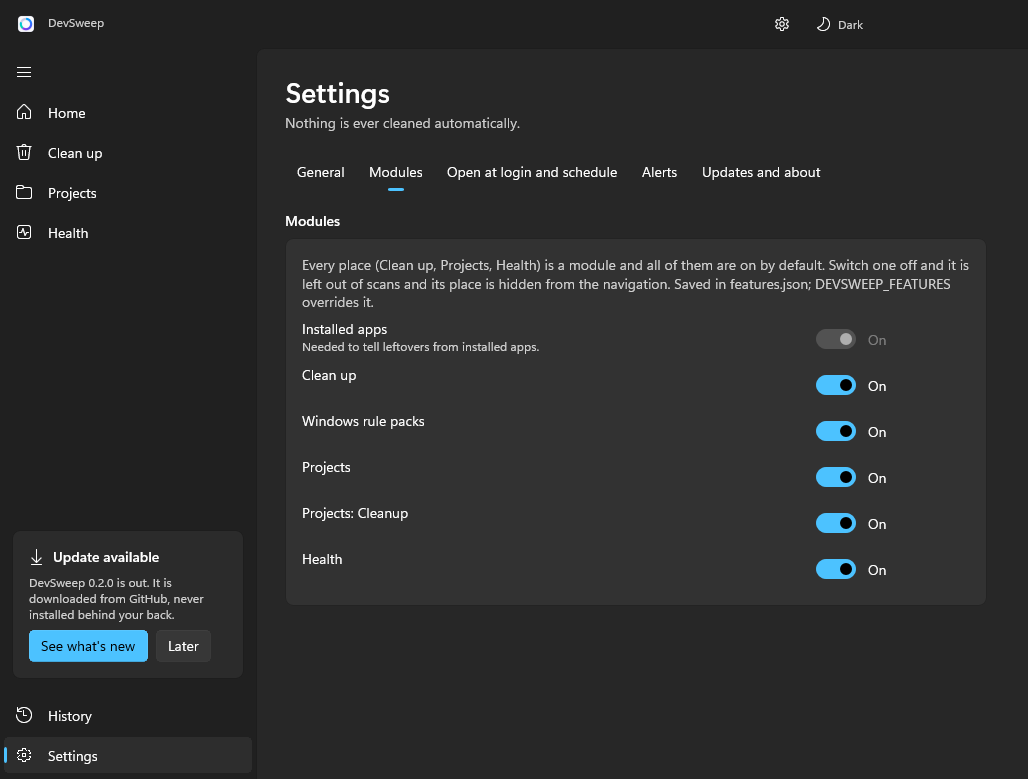 DevSweep
Dark
Home
Clean up
Projects
Health
Settings
Nothing is ever cleaned automatically.
General Modules Open at login and schedule Alerts Updates and about
Modules
Every place (Clean up, Projects, Health) is a module and all of them are on by default. Switch one off and it is
left out of scans and its place is hidden from the navigation. Saved in features.json; DEVSWEEP_FEATURES
overrides it.
Installed apps
Needed to tell leftovers from installed apps.
On
Clean up
On
Windows rule packs
On
Projects
On
Projects: Cleanup
On
Health
On
Update available
DevSweep 0.2.0 is out. It is
downloaded from GitHub, never
installed behind your back.
See what's new Later
History
Settings